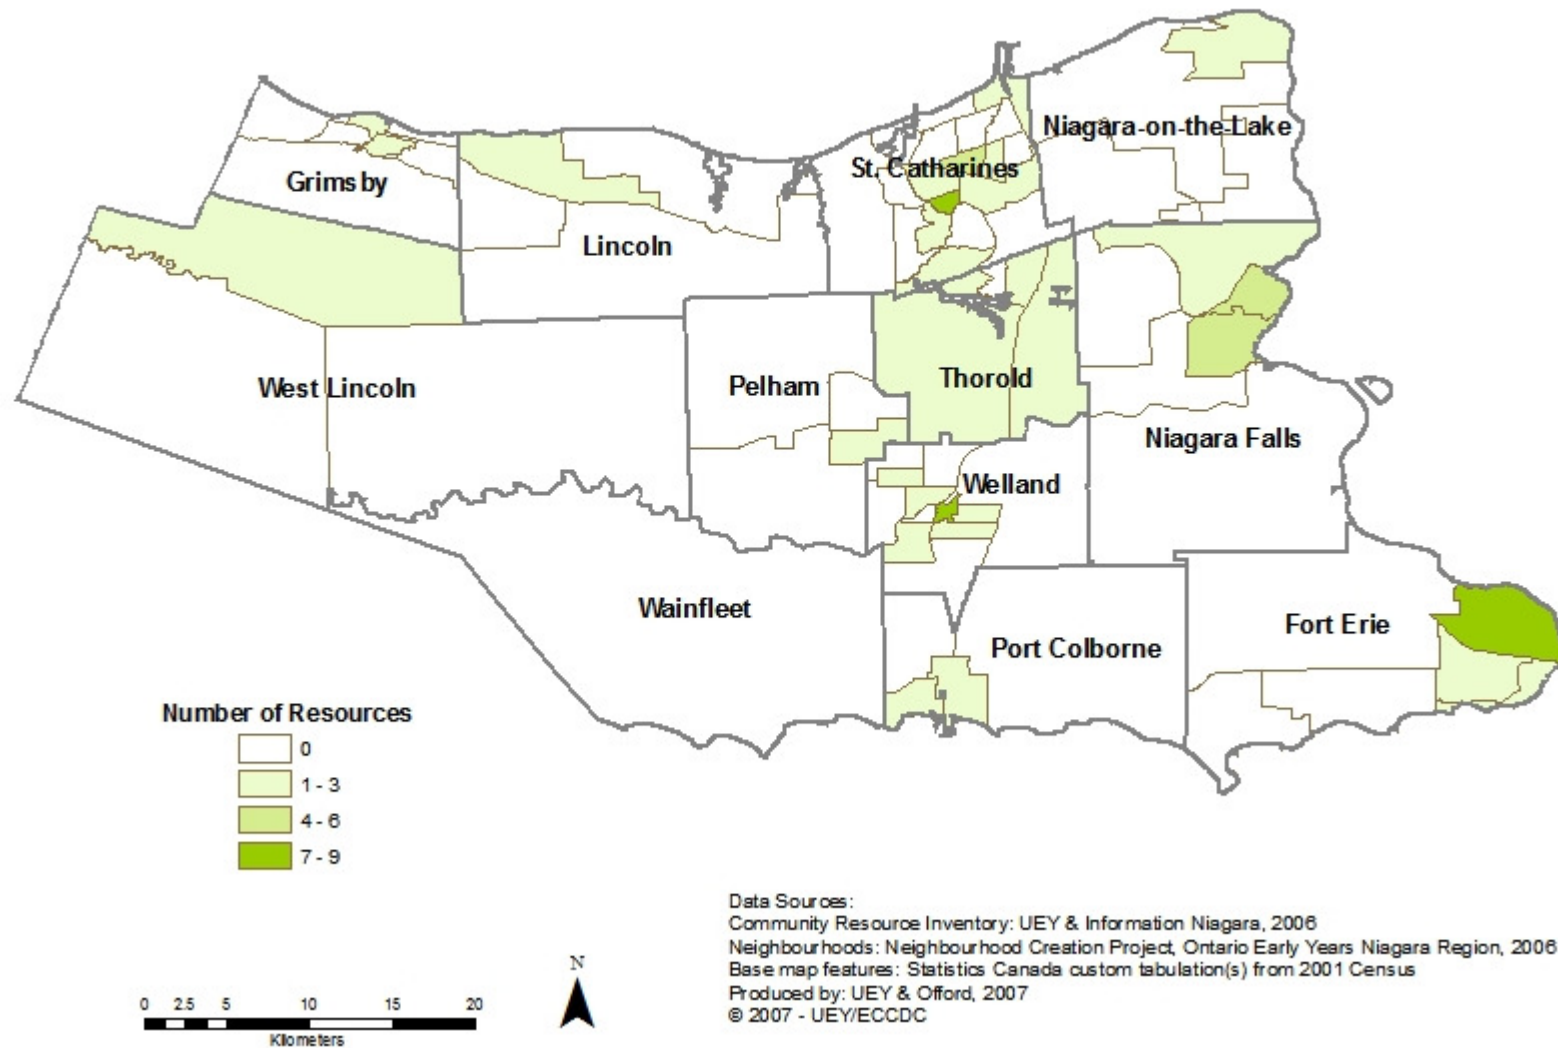 Niagara-on-the-Lake
St. Catharines
Grimsby
Lincoln
West Lincoln
Pelham
Thorold
Niagara Falls
Welland
Wainfleet
Fort Erie
Port Colborne
Number of Resources
0
1 - 3
4 - 6
7 - 9
Data Sources:
Community Resource Inventory: UEY & Information Niagara, 2006
Neighbourhoods: Neighbourhood Creation Project, Ontario Early Years Niagara Region, 2006
Base map features: Statistics Canada custom tabulation(s) from 2001 Census
Produced by: UEY & Offord, 2007
© 2007 - UEY/ECCDC
N
0 2.5 5 10 15 20
Kilometers